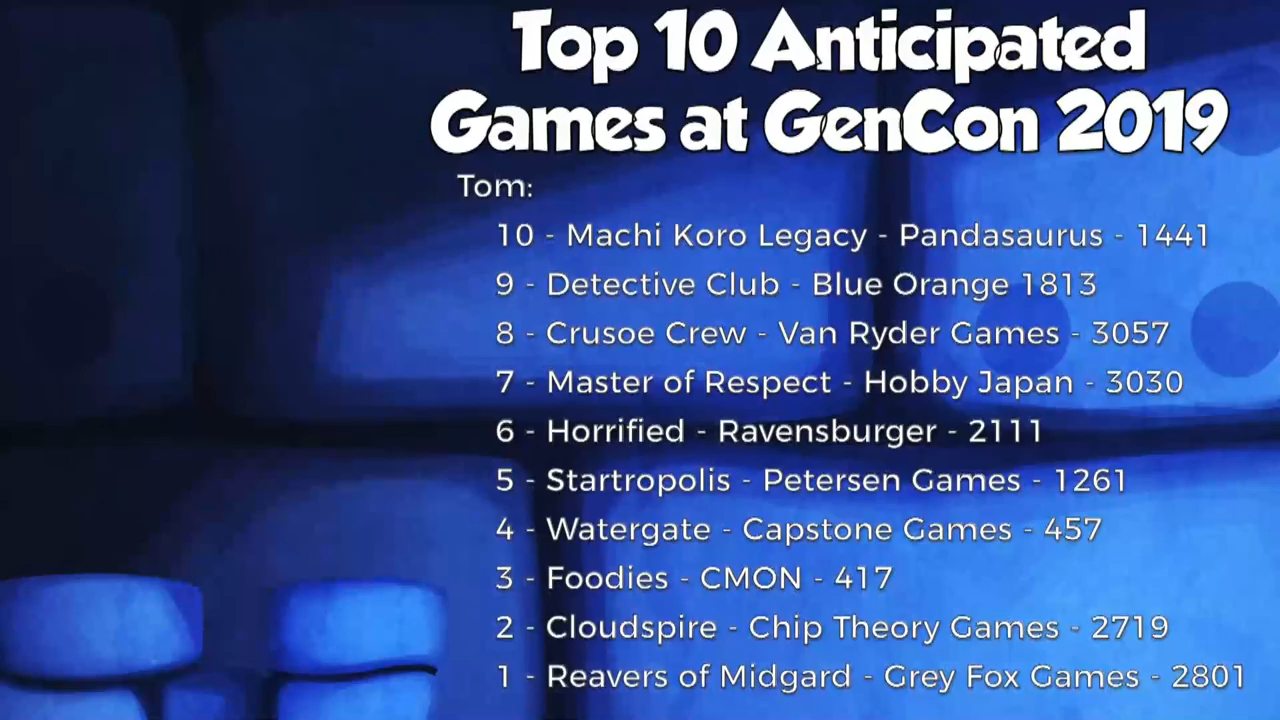 Top 10 Anticipated
Games at GenCon 2019
Tom:
10 - Machi Koro Legacy - Pandasaurus - 1441
9 - Detective Club - Blue Orange 1813
8 - Crusoe Crew - Van Ryder Games - 3057
7 - Master of Respect - Hobby Japan - 3030
6 - Horrified - Ravensburger - 2111
5 - Startropolis - Petersen Games - 1261
4 - Watergate - Capstone Games - 457
3 - Foodies - CMON - 417
2 - Cloudspire - Chip Theory Games - 2719
1 - Reavers of Midgard - Grey Fox Games - 2801